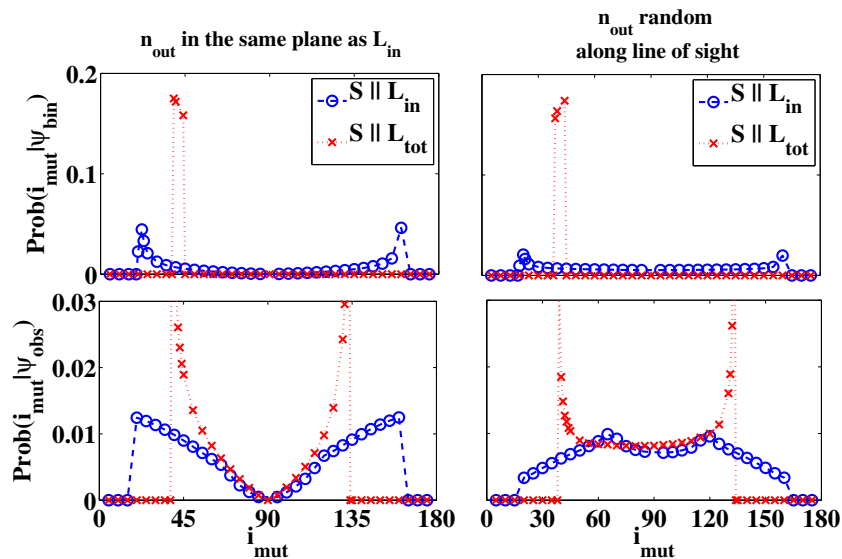 n_out in the same plane as L_in
n_out random
along line of sight
Prob(i_mut|ψ_bin)
0.2
0.1
0
S || L_in
S || L_tot
S || L_in
S || L_tot
Prob(i_mut|ψ_obs)
0.03
0.02
0.01
0
0 45 90 135 180
i_mut
0 30 60 90 120 150 180
i_mut